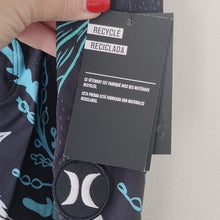 RECYCLÉ
RECICLADA
CE VÊTEMENT EST FABRIQUÉ AVEC DES MATÉRIAUX
RECYCLÉS.
ESTA PRENDA ESTÁ FABRICADA CON MATERIALES
RECICLADOS.